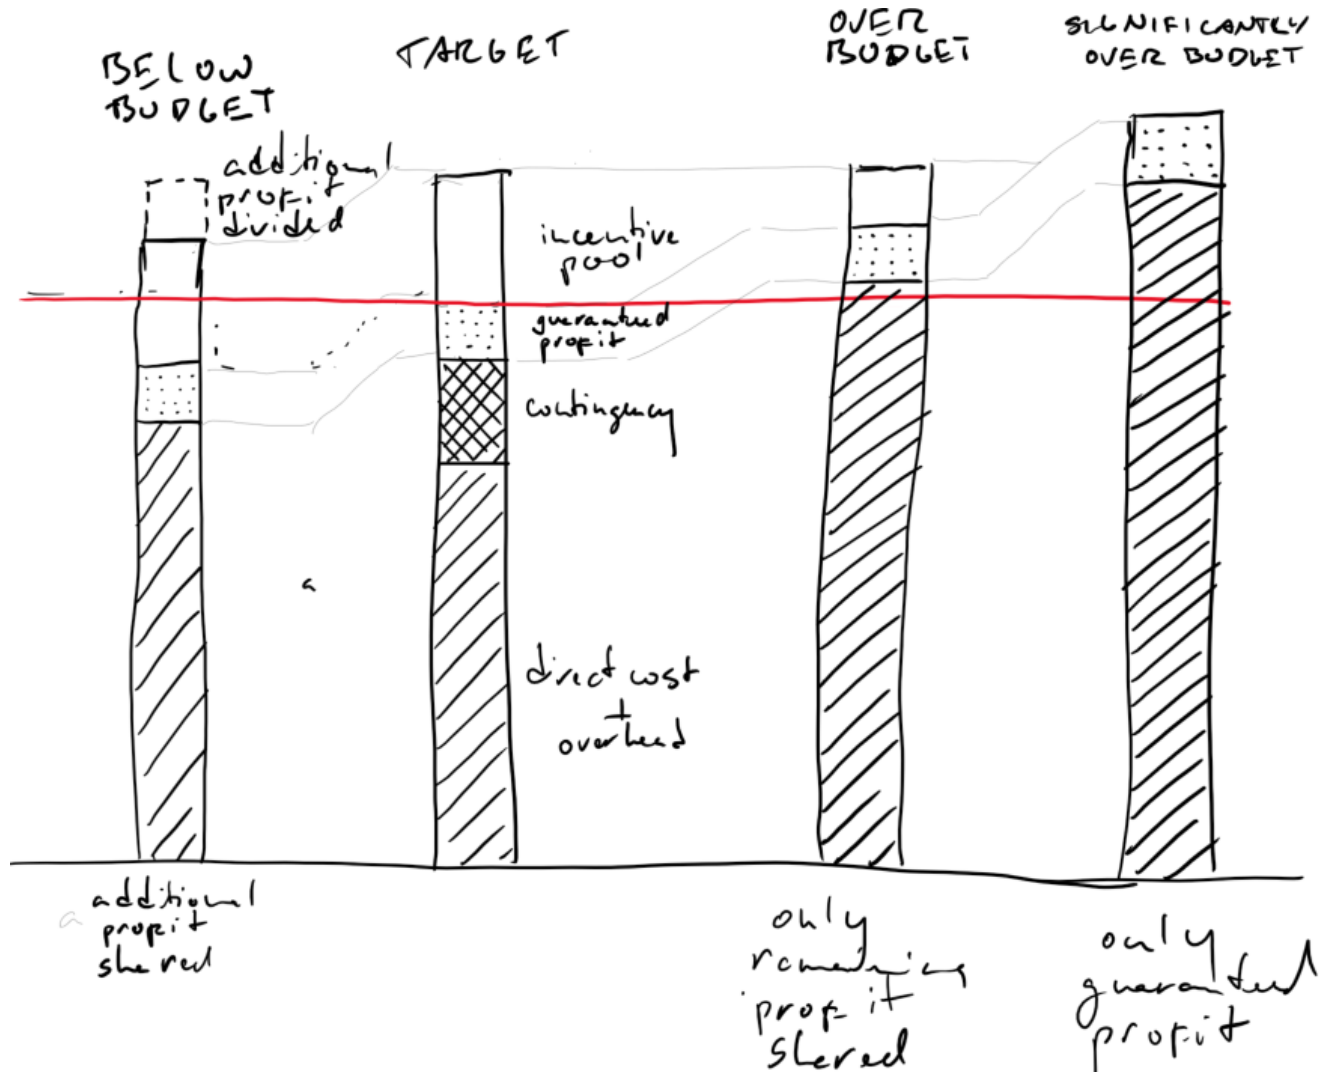 BELOW
BUDGET
TARGET
OVER
BUDGET
SIGNIFICANTLY
OVER BUDGET
additional
profit
divided
incentive
pool
guaranteed
profit
contingency
a
direct cost
+
overhead
a
additional
profit
shared
only
remaining
profit
shared
only
guaranteed
profit